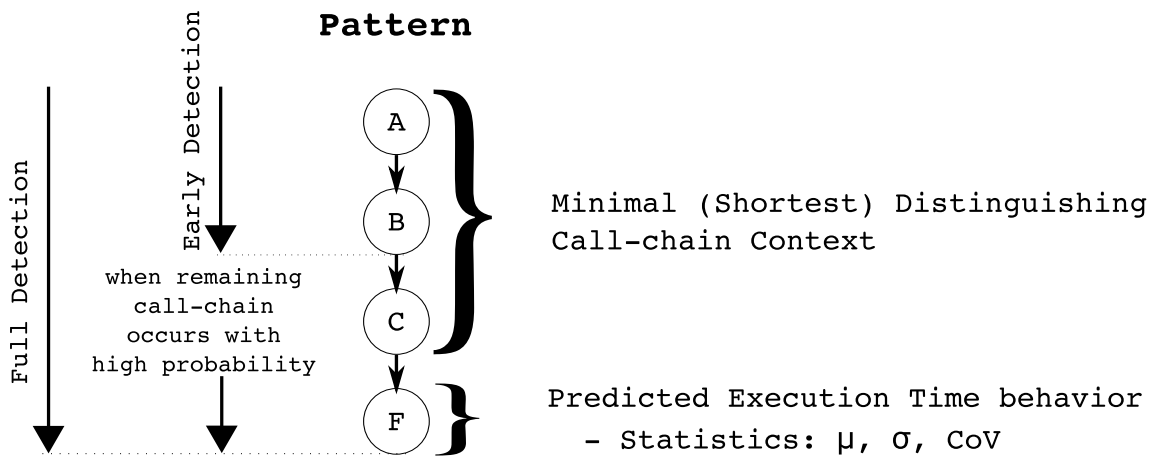 Pattern
Full Detection
Early Detection
when remaining
call-chain
occurs with
high probability
A
B
C
F
Minimal (Shortest) Distinguishing
Call-chain Context
Predicted Execution Time behavior
- Statistics: μ, σ, CoV